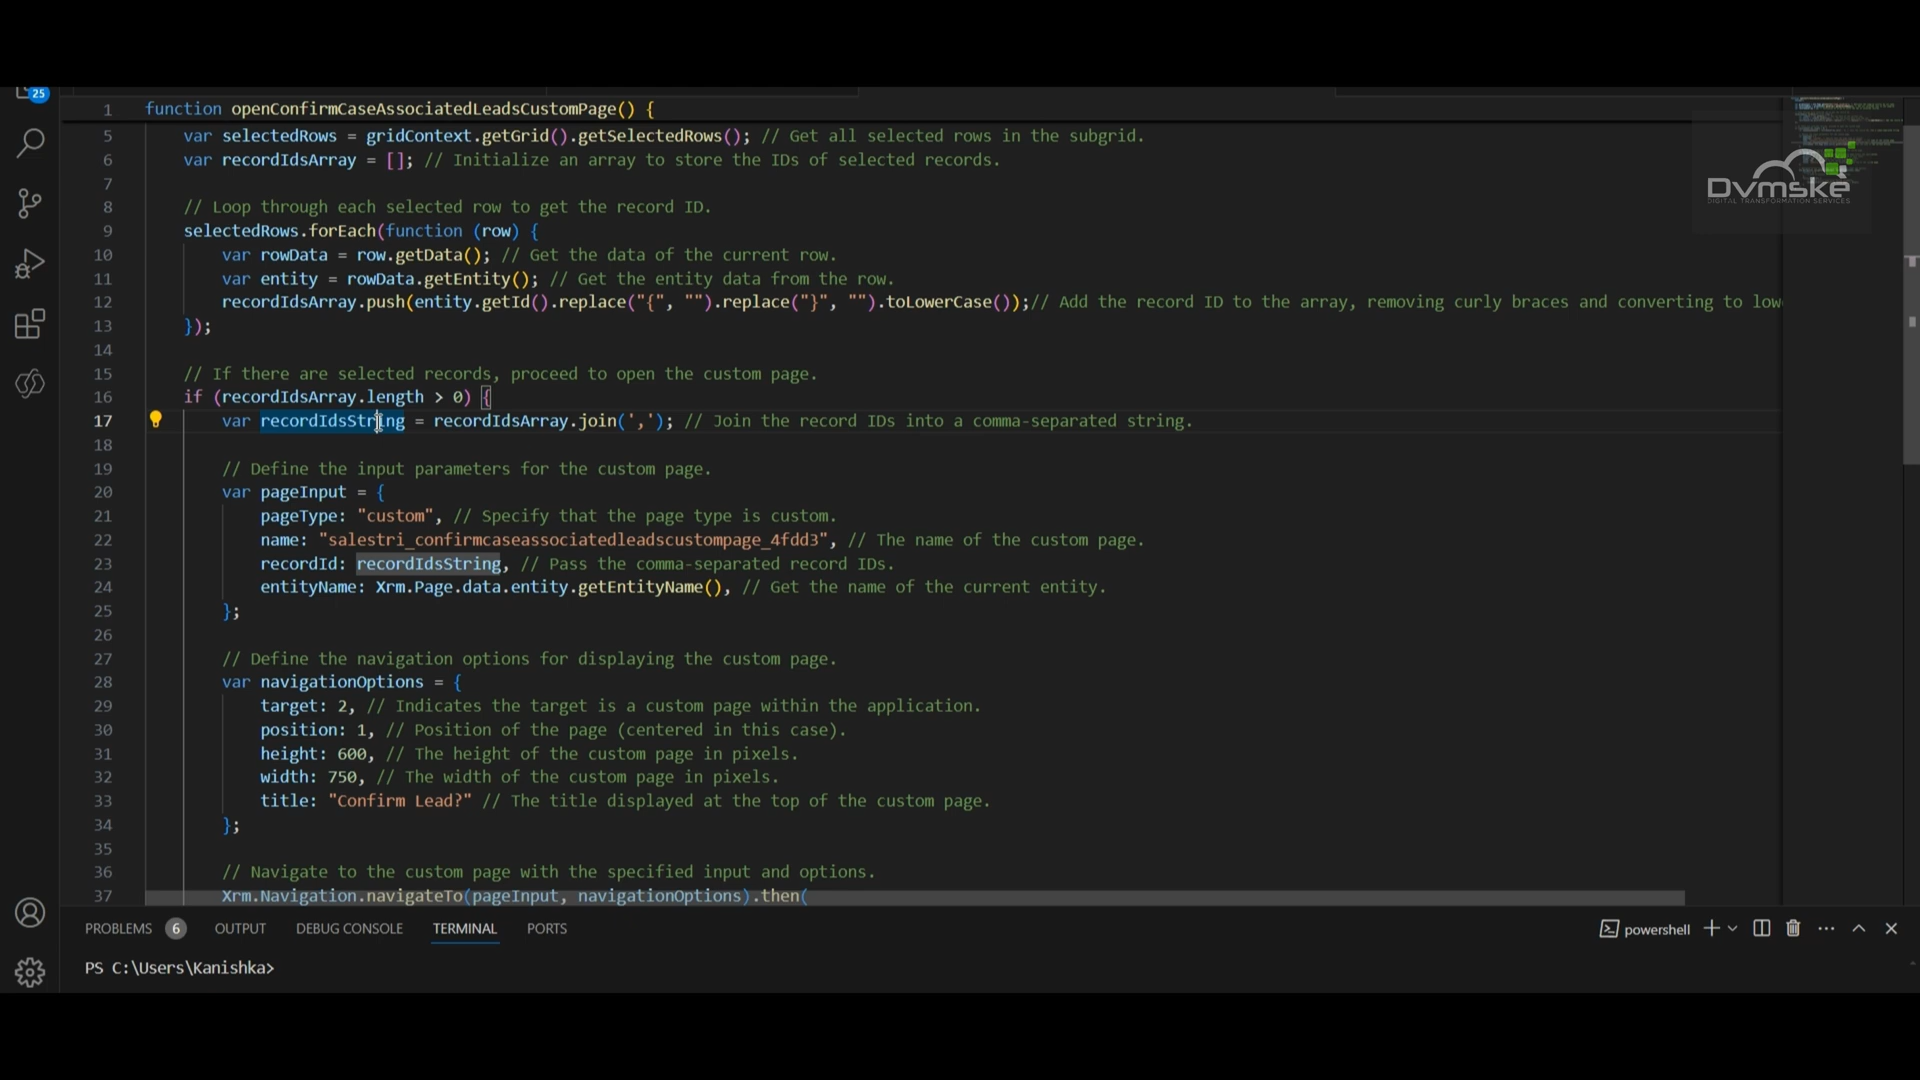 25
Dvmske
DIGITAL TRANSFORMATION SERVICES
1 function openConfirmCaseAssociatedLeadsCustomPage() {
5 var selectedRows = gridContext.getGrid().getSelectedRows(); // Get all selected rows in the subgrid.
6 var recordIdsArray = []; // Initialize an array to store the IDs of selected records.
7
8 // Loop through each selected row to get the record ID.
9 selectedRows.forEach(function (row) {
10 var rowData = row.getData(); // Get the data of the current row.
11 var entity = rowData.getEntity(); // Get the entity data from the row.
12 recordIdsArray.push(entity.getId().replace("{", "").replace("}", "").toLowerCase());// Add the record ID to the array, removing curly braces and converting to low
13 });
14
15 // If there are selected records, proceed to open the custom page.
16 if (recordIdsArray.length > 0) {
17 var recordIdsString = recordIdsArray.join(','); // Join the record IDs into a comma-separated string.
18
19 // Define the input parameters for the custom page.
20 var pageInput = {
21 pageType: "custom", // Specify that the page type is custom.
22 name: "salestri_confirmcaseassociatedleadscustompage_4fdd3", // The name of the custom page.
23 recordId: recordIdsString, // Pass the comma-separated record IDs.
24 entityName: Xrm.Page.data.entity.getEntityName(), // Get the name of the current entity.
25 };
26
27 // Define the navigation options for displaying the custom page.
28 var navigationOptions = {
29 target: 2, // Indicates the target is a custom page within the application.
30 position: 1, // Position of the page (centered in this case).
31 height: 600, // The height of the custom page in pixels.
32 width: 750, // The width of the custom page in pixels.
33 title: "Confirm Lead?" // The title displayed at the top of the custom page.
34 };
35
36 // Navigate to the custom page with the specified input and options.
37 Xrm.Navigation.navigateTo(pageInput, navigationOptions).then(
PROBLEMS 6 OUTPUT DEBUG CONSOLE TERMINAL PORTS powershell
PS C:\Users\Kanishka>